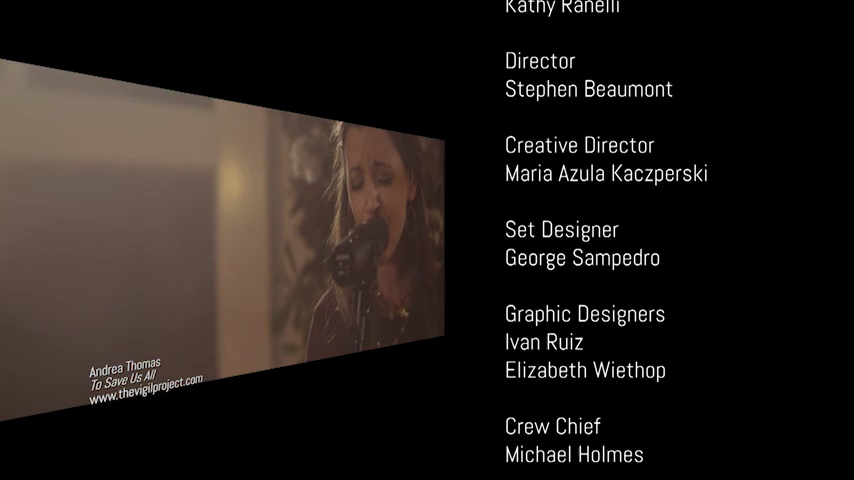 Kathy Ranelli
Director
Stephen Beaumont
Creative Director
Maria Azula Kaczperski
Set Designer
George Sampedro
Graphic Designers
Ivan Ruiz
Elizabeth Wiethop
Crew Chief
Michael Holmes
Andrea Thomas
To Save Us All
www.thevigilproject.com